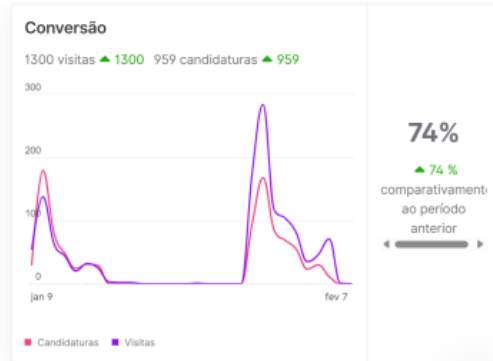 Conversão
1300 visitas ▲ 1300 959 candidaturas ▲ 959
300
200
100
0
jan 9
fev 7
Candidaturas
Visitas
74%
▲ 74 %
comparativament
ao período
anterior